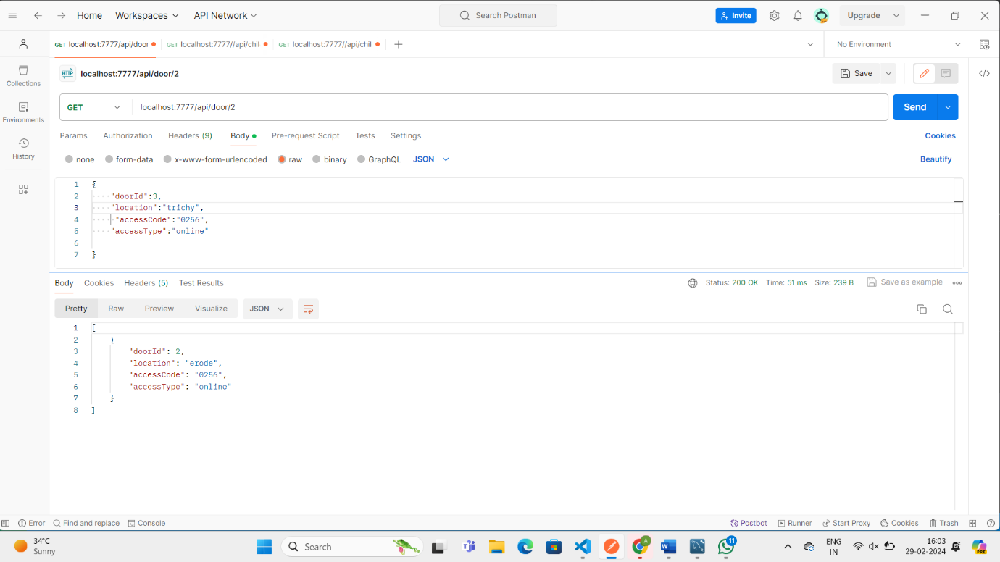 Home Workspaces API Network Search Postman Invite Upgrade
GET localhost:7777/api/door GET localhost:7777//api/chil GET localhost:7777//api/chil No Environment
HTTP localhost:7777/api/door/2 Save
Collections
GET localhost:7777/api/door/2 Send
Environments
Params Authorization Headers (9) Body Pre-request Script Tests Settings Cookies
History
none form-data x-www-form-urlencoded raw binary GraphQL JSON Beautify
1 {
2 "doorId":3,
3 "location":"trichy",
4 "accessCode":"0256",
5 "accessType":"online"
6
7 }
Body Cookies Headers (5) Test Results Status: 200 OK Time: 51 ms Size: 239 B Save as example
Pretty Raw Preview Visualize JSON
1 [
2 {
3 "doorId": 2,
4 "location": "erode",
5 "accessCode": "0256",
6 "accessType": "online"
7 }
8 ]
Error Find and replace Console Postbot Runner Start Proxy Cookies Trash
34°C
Sunny
Search
A
11
ENG
IN
16:03
29-02-2024
PRE